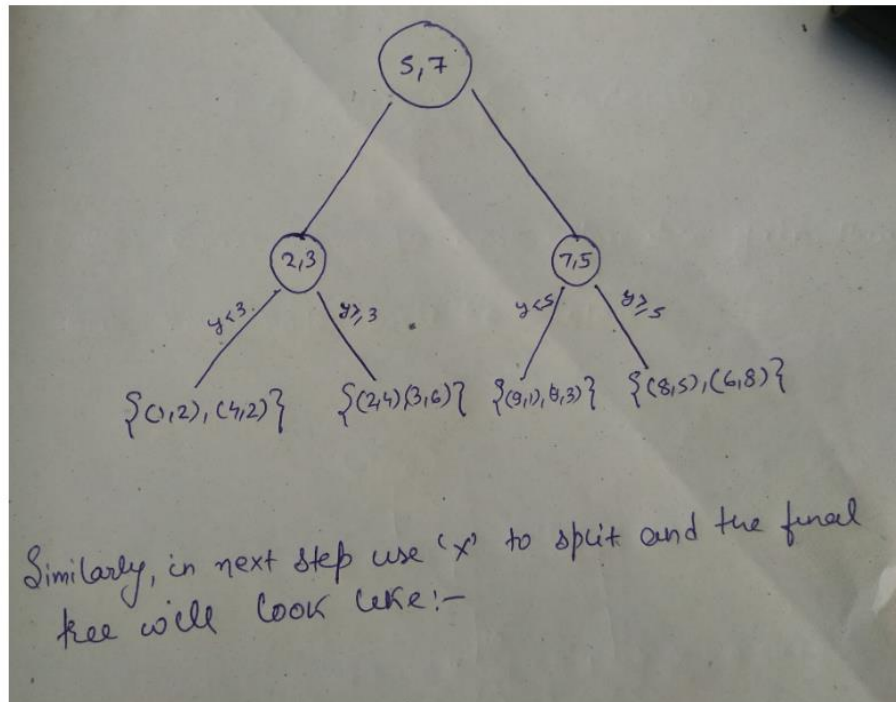 5,7
2,3
7,5
y<3
y≥3
y<5
y≥5
{(1,2), (4,2)}
{(2,4)(3,6)}
{(9,1), (8,3)}
{(8,5), (6,8)}
Similarly, in next step use 'x' to split and the final
tree will look like:-